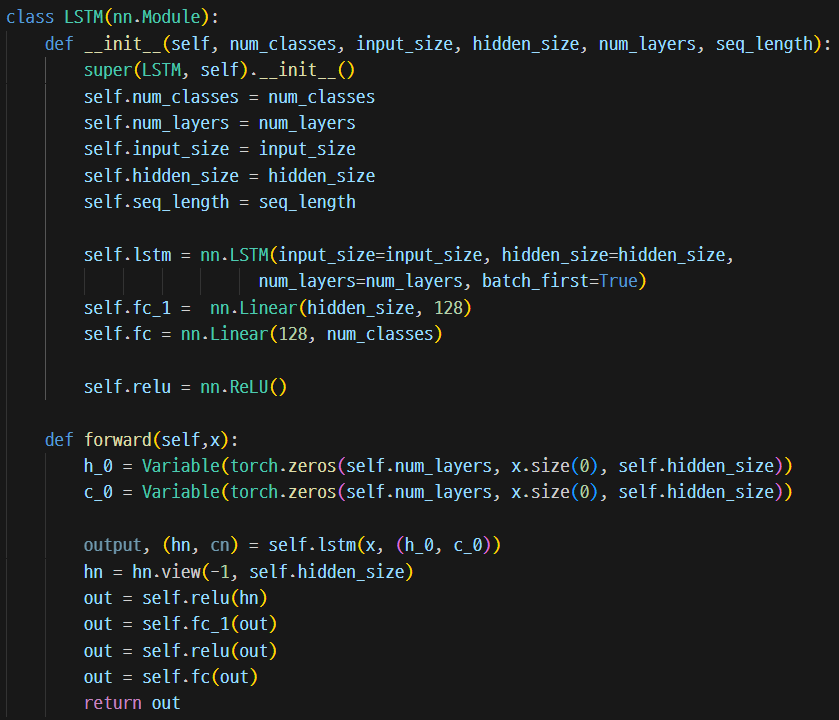 class LSTM(nn.Module):
    def __init__(self, num_classes, input_size, hidden_size, num_layers, seq_length):
        super(LSTM, self).__init__()
        self.num_classes = num_classes
        self.num_layers = num_layers
        self.input_size = input_size
        self.hidden_size = hidden_size
        self.seq_length = seq_length

        self.lstm = nn.LSTM(input_size=input_size, hidden_size=hidden_size,
                          num_layers=num_layers, batch_first=True)
        self.fc_1 =  nn.Linear(hidden_size, 128)
        self.fc = nn.Linear(128, num_classes)

        self.relu = nn.ReLU()

    def forward(self,x):
        h_0 = Variable(torch.zeros(self.num_layers, x.size(0), self.hidden_size))
        c_0 = Variable(torch.zeros(self.num_layers, x.size(0), self.hidden_size))

        output, (hn, cn) = self.lstm(x, (h_0, c_0))
        hn = hn.view(-1, self.hidden_size)
        out = self.relu(hn)
        out = self.fc_1(out)
        out = self.relu(out)
        out = self.fc(out)
        return out